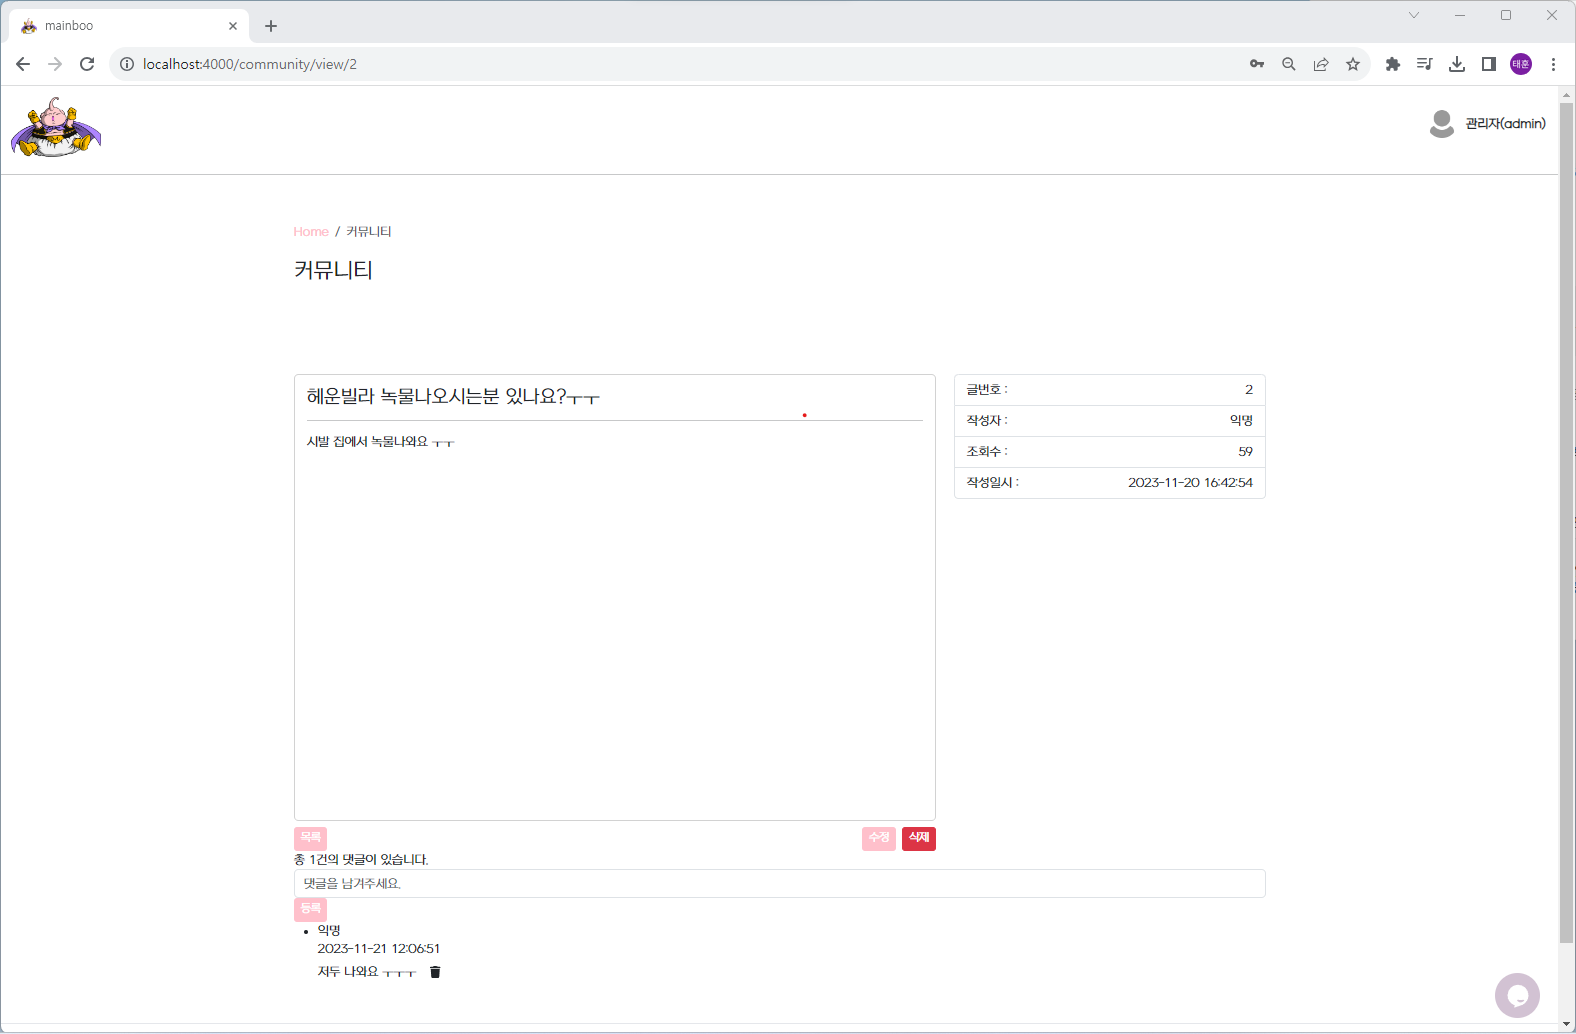 mainboo
localhost:4000/community/view/2
태훈
관리자(admin)
Home / 커뮤니티
커뮤니티
헤운빌라 녹물나오시는분 있나요?ㅜㅜ
시발 집에서 녹물나와요 ㅜㅜ
글번호 : 2
작성자 : 익명
조회수 : 59
작성일시 : 2023-11-20 16:42:54
목록 수정 삭제
총 1건의 댓글이 있습니다.
댓글을 남겨주세요.
등록
익명
2023-11-21 12:06:51
저두 나와요 ㅜㅜㅜ